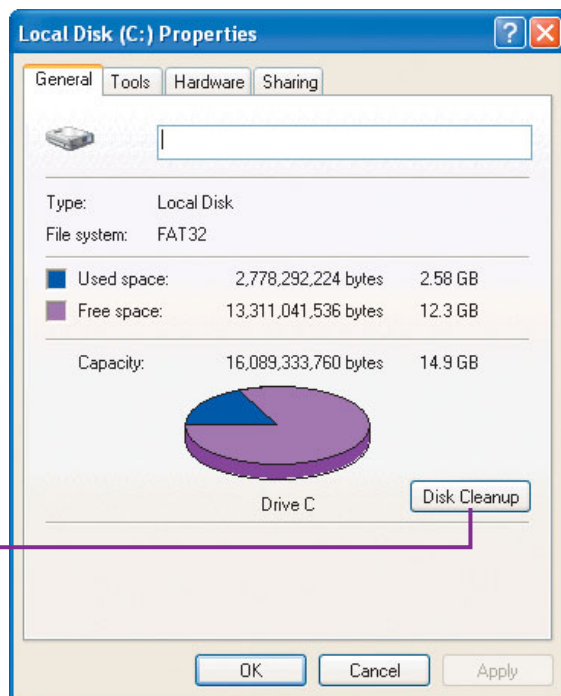 Local Disk (C:) Properties
General Tools Hardware Sharing
Type: Local Disk
File system: FAT32
Used space: 2,778,292,224 bytes 2.58 GB
Free space: 13,311,041,536 bytes 12.3 GB
Capacity: 16,089,333,760 bytes 14.9 GB
Drive C
Disk Cleanup
OK Cancel Apply